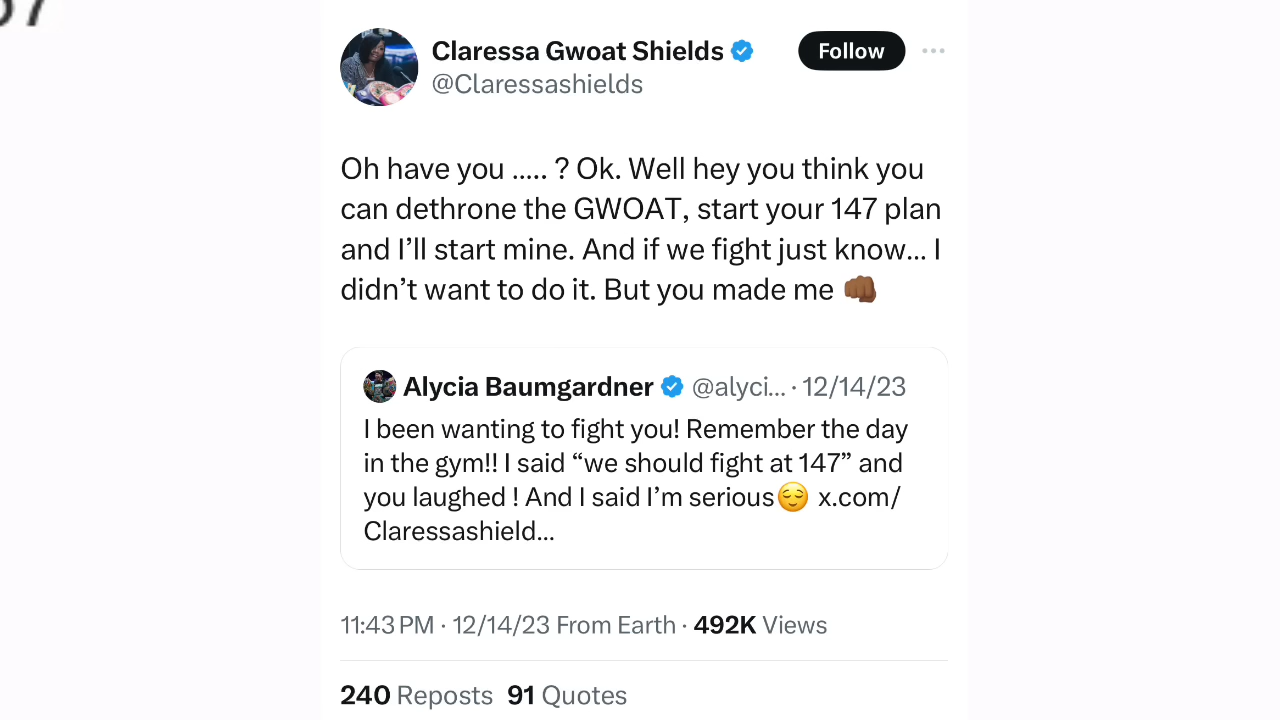 Claressa Gwoat Shields
Follow
@Claressashields
Oh have you ..... ? Ok. Well hey you think you
can dethrone the GWOAT, start your 147 plan
and I’ll start mine. And if we fight just know... I
didn’t want to do it. But you made me 👊🏾
Alycia Baumgardner @alyci... · 12/14/23
I been wanting to fight you! Remember the day
in the gym!! I said “we should fight at 147” and
you laughed ! And I said I’m serious😌 x.com/
Claressashield...
11:43 PM · 12/14/23 From Earth · 492K Views
240 Reposts 91 Quotes